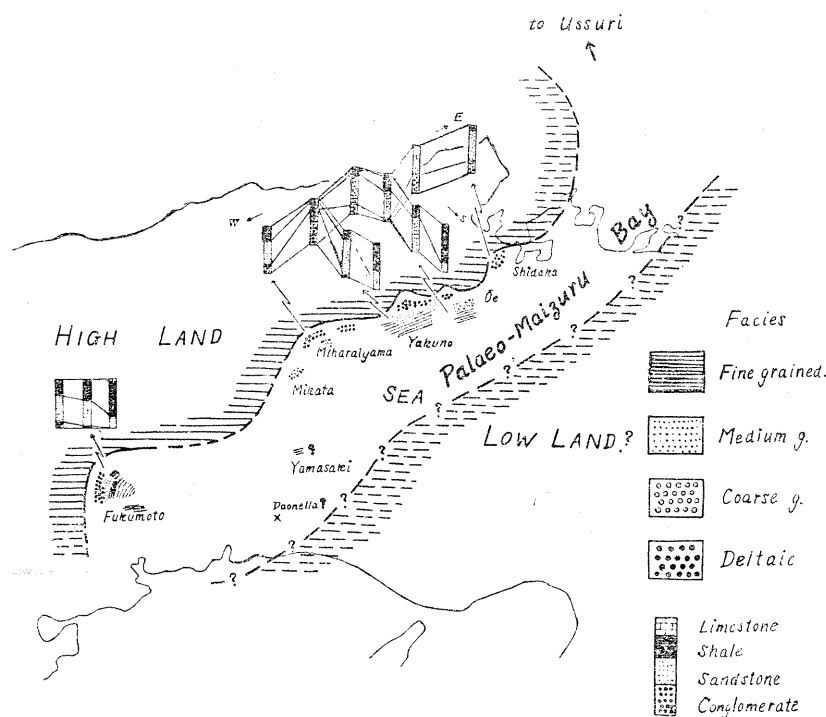 to Ussuri
E
W
S
Bay
?
Shidaka
HIGH LAND
Ōe
Palaeo-Maizuru
?
Facies
Yakuno
Miharaiyama
?
Fine grained.
Mikata
SEA
?
?
LOW LAND.?
Medium g.
?
?
Yamasaki
Coarse g.
Daonella?
?
Fukumoto
?
?
Deltaic
Limestone
Shale
Sandstone
Conglomerate